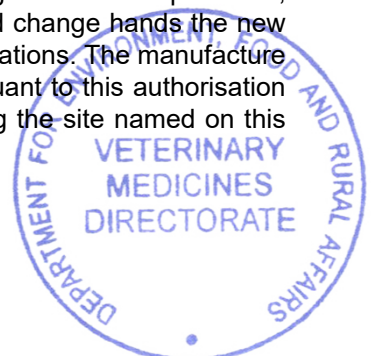 d change hands the new
ations. The manufacture
uant to this authorisation
g the site named on this
DEPARTMENT FOR ENVIRONMENT, FOOD AND RURAL AFFAIRS
VETERINARY
MEDICINES
DIRECTORATE